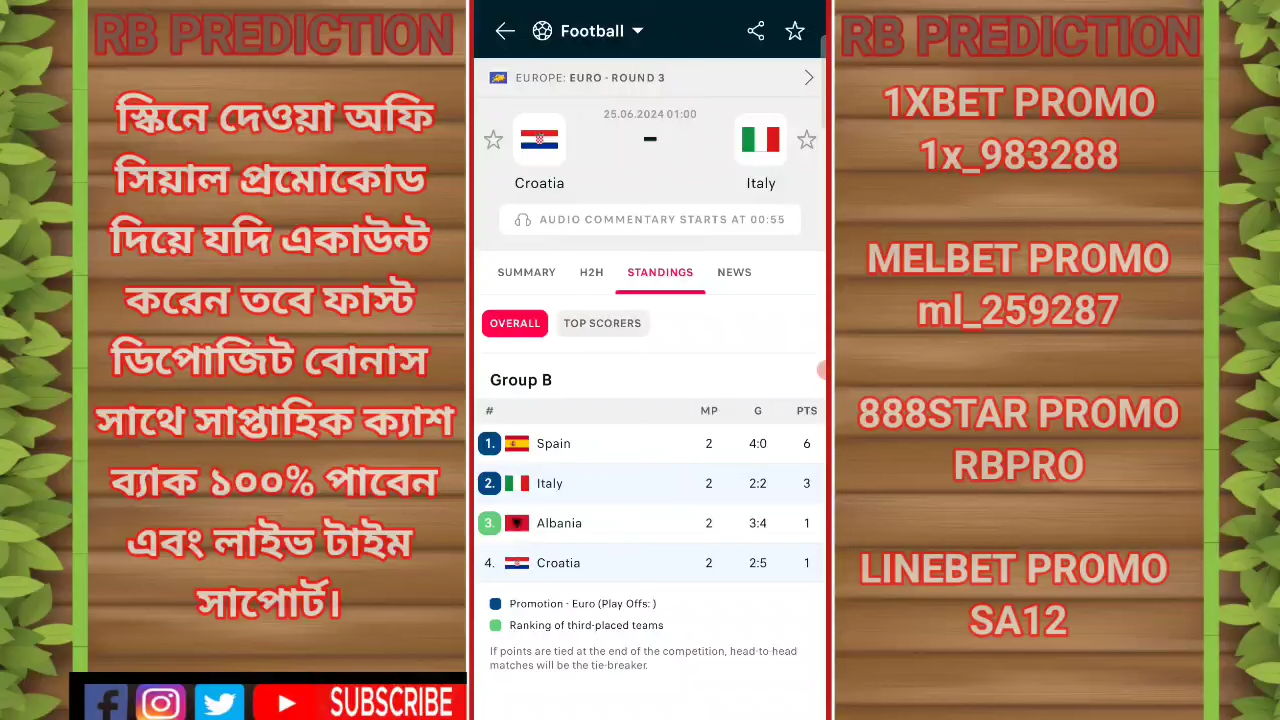 RB PREDICTION
স্কিনে দেওয়া অফি
সিয়াল প্রমোকোড
দিয়ে যদি একাউন্ট
করেন তবে ফাস্ট
ডিপোজিট বোনাস
সাথে সাপ্তাহিক ক্যাশ
ব্যাক ১০০% পাবেন
এবং লাইভ টাইম
সাপোর্ট।
SUBSCRIBE
Football
EUROPE: EURO - ROUND 3
25.06.2024 01:00
-
Croatia Italy
AUDIO COMMENTARY STARTS AT 00:55
SUMMARY H2H STANDINGS NEWS
OVERALL TOP SCORERS
Group B
# MP G PTS
1. Spain 2 4:0 6
2. Italy 2 2:2 3
3. Albania 2 3:4 1
4. Croatia 2 2:5 1
Promotion - Euro (Play Offs: )
Ranking of third-placed teams
If points are tied at the end of the competition, head-to-head
matches will be the tie-breaker.
RB PREDICTION
1XBET PROMO
1x_983288
MELBET PROMO
ml_259287
888STAR PROMO
RBPRO
LINEBET PROMO
SA12